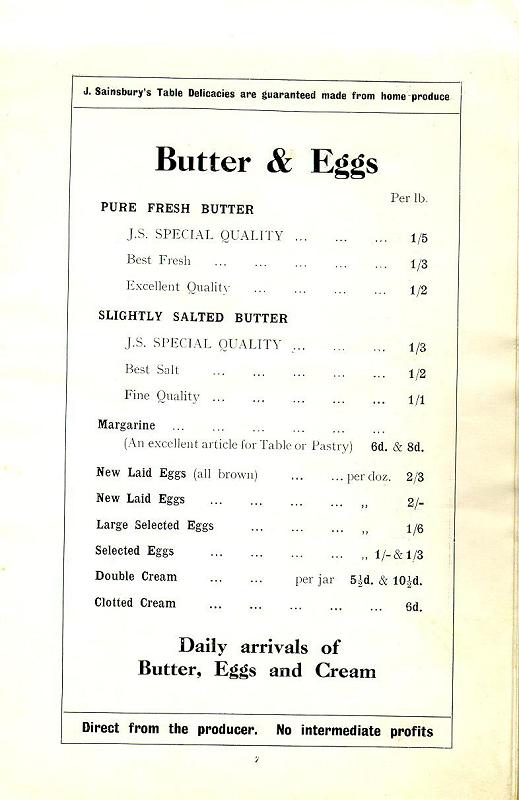 J. Sainsbury's Table Delicacies are guaranteed made from home-produce
Butter & Eggs
Per lb.
PURE FRESH BUTTER
J.S. SPECIAL QUALITY ... ... ... 1/5
Best Fresh ... ... ... ... ... 1/3
Excellent Quality ... ... ... ... 1/2
SLIGHTLY SALTED BUTTER
J.S. SPECIAL QUALITY ... ... ... 1/3
Best Salt ... ... ... ... ... 1/2
Fine Quality ... ... ... ... ... 1/1
Margarine ... ... ... ... ... ...
(An excellent article for Table or Pastry) 6d. & 8d.
New Laid Eggs (all brown) ... ... per doz. 2/3
New Laid Eggs ... ... ... ... ,, 2/-
Large Selected Eggs ... ... ... ,, 1/6
Selected Eggs ... ... ... ... ,, 1/- & 1/3
Double Cream ... ... per jar 5½d. & 10½d.
Clotted Cream ... ... ... ... ... 6d.
Daily arrivals of
Butter, Eggs and Cream
Direct from the producer. No intermediate profits